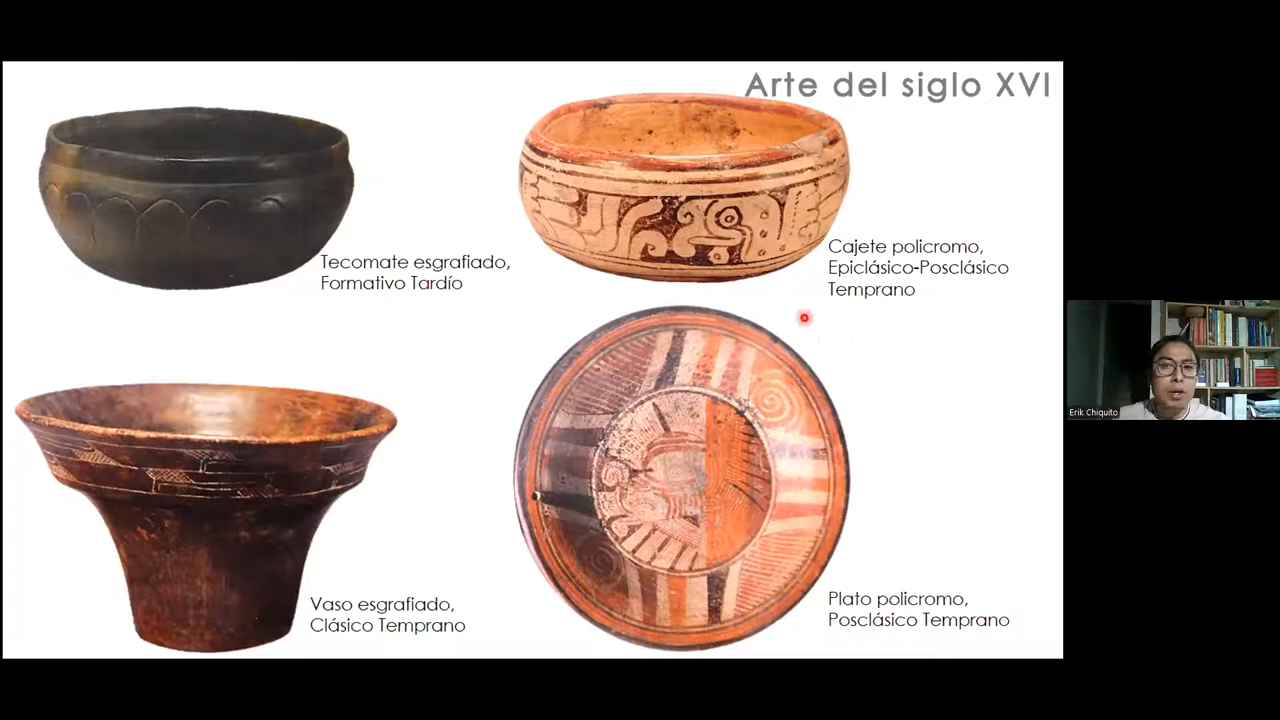 Arte del siglo XVI
Tecomate esgrafiado,
Formativo Tardío
Cajete policromo,
Epiclásico-Posclásico
Temprano
Vaso esgrafiado,
Clásico Temprano
Plato policromo,
Posclásico Temprano
Erik Chiquito